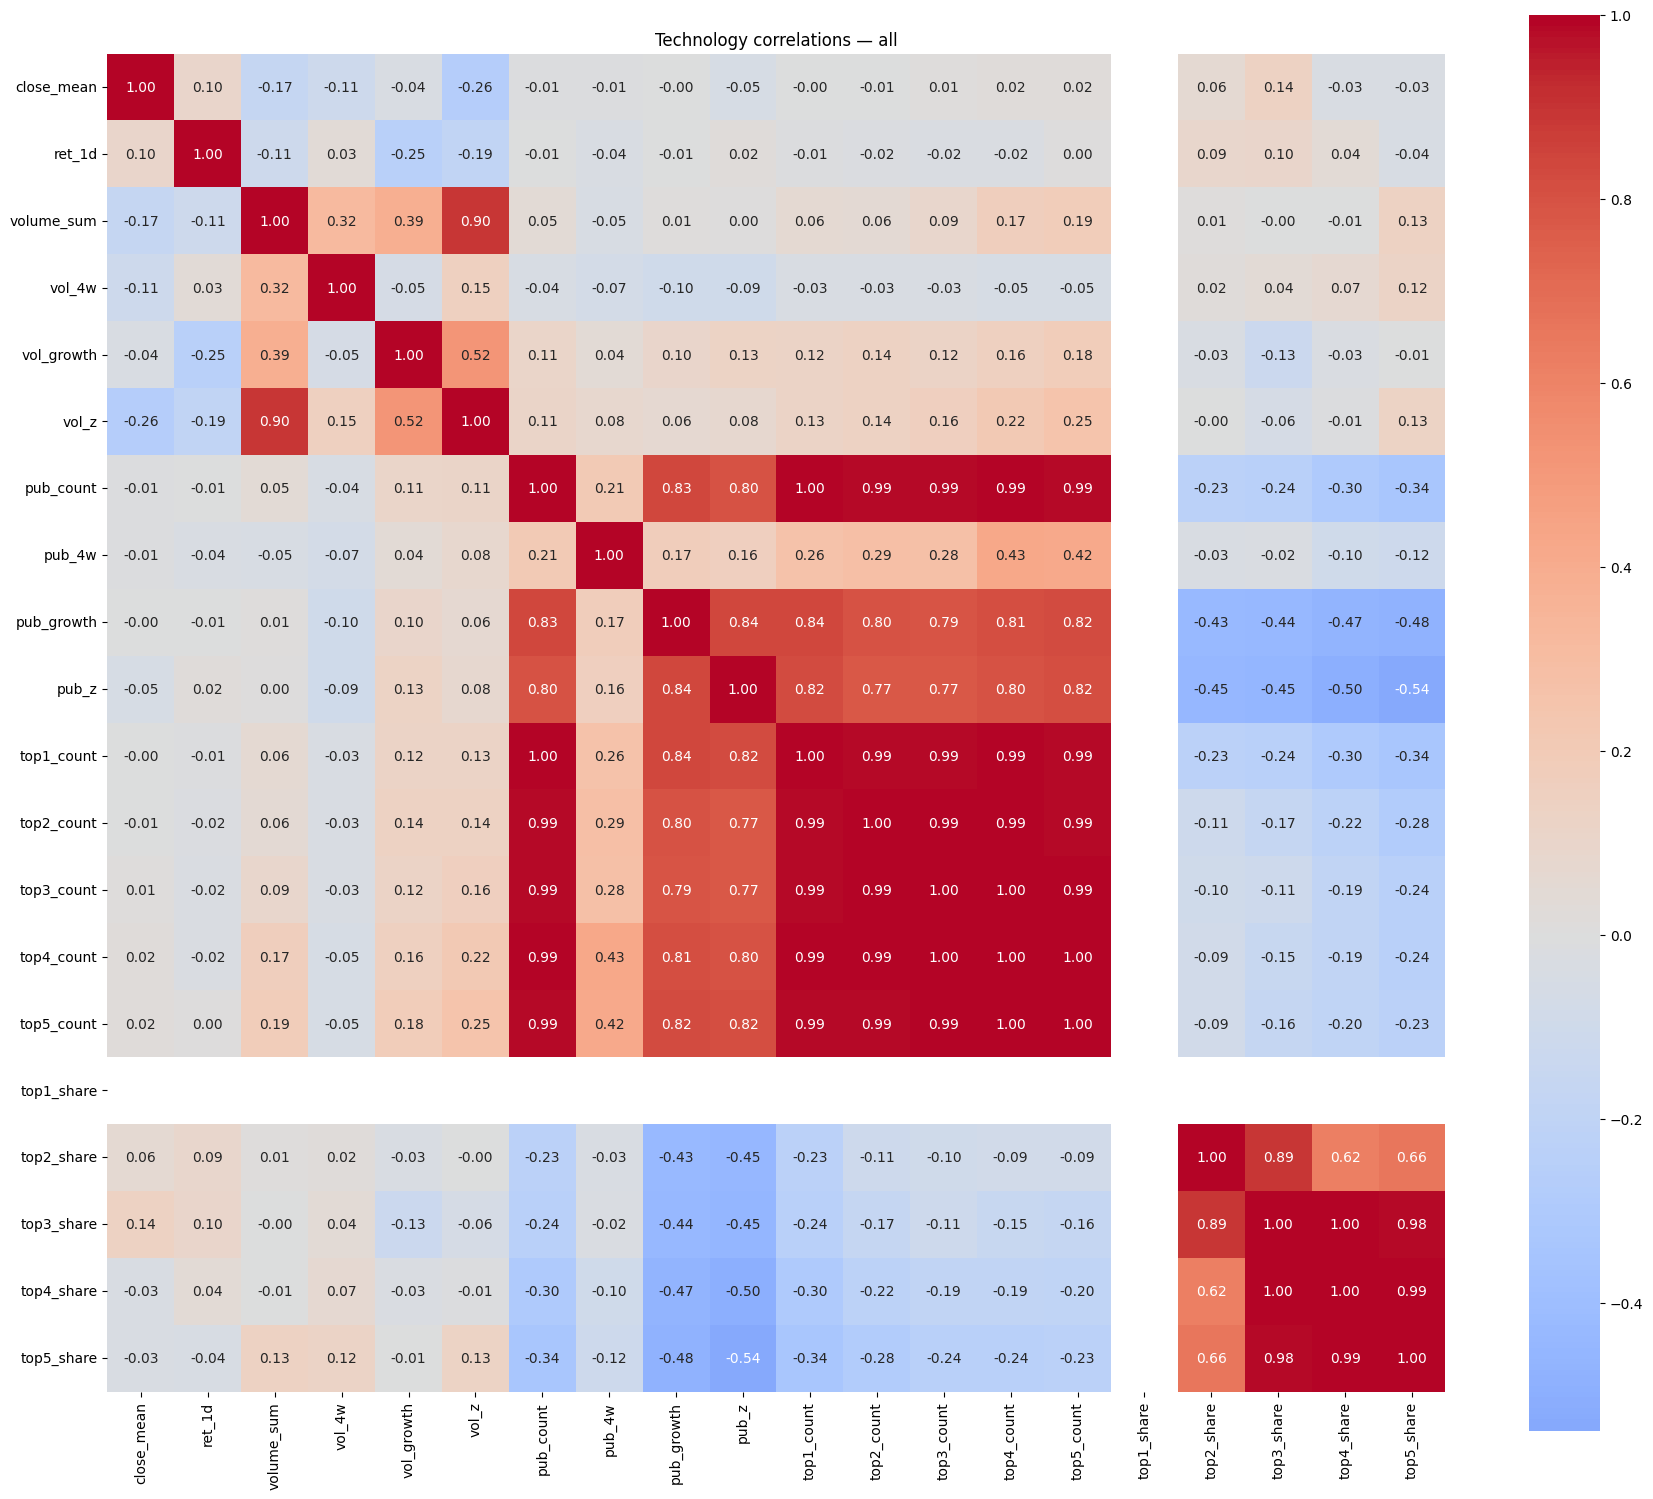 Technology correlations — all
close_mean 1.00 0.10 -0.17 -0.11 -0.04 -0.26 -0.01 -0.01 -0.00 -0.05 -0.00 -0.01 0.01 0.02 0.02 0.06 0.14 -0.03 -0.03
ret_1d 0.10 1.00 -0.11 0.03 -0.25 -0.19 -0.01 -0.04 -0.01 0.02 -0.01 -0.02 -0.02 -0.02 0.00 0.09 0.10 0.04 -0.04
volume_sum -0.17 -0.11 1.00 0.32 0.39 0.90 0.05 -0.05 0.01 0.00 0.06 0.06 0.09 0.17 0.19 0.01 -0.00 -0.01 0.13
vol_4w -0.11 0.03 0.32 1.00 -0.05 0.15 -0.04 -0.07 -0.10 -0.09 -0.03 -0.03 -0.03 -0.05 -0.05 0.02 0.04 0.07 0.12
vol_growth -0.04 -0.25 0.39 -0.05 1.00 0.52 0.11 0.04 0.10 0.13 0.12 0.14 0.12 0.16 0.18 -0.03 -0.13 -0.03 -0.01
vol_z -0.26 -0.19 0.90 0.15 0.52 1.00 0.11 0.08 0.06 0.08 0.13 0.14 0.16 0.22 0.25 -0.00 -0.06 -0.01 0.13
pub_count -0.01 -0.01 0.05 -0.04 0.11 0.11 1.00 0.21 0.83 0.80 1.00 0.99 0.99 0.99 0.99 -0.23 -0.24 -0.30 -0.34
pub_4w -0.01 -0.04 -0.05 -0.07 0.04 0.08 0.21 1.00 0.17 0.16 0.26 0.29 0.28 0.43 0.42 -0.03 -0.02 -0.10 -0.12
pub_growth -0.00 -0.01 0.01 -0.10 0.10 0.06 0.83 0.17 1.00 0.84 0.84 0.80 0.79 0.81 0.82 -0.43 -0.44 -0.47 -0.48
pub_z -0.05 0.02 0.00 -0.09 0.13 0.08 0.80 0.16 0.84 1.00 0.82 0.77 0.77 0.80 0.82 -0.45 -0.45 -0.50 -0.54
top1_count -0.00 -0.01 0.06 -0.03 0.12 0.13 1.00 0.26 0.84 0.82 1.00 0.99 0.99 0.99 0.99 -0.23 -0.24 -0.30 -0.34
top2_count -0.01 -0.02 0.06 -0.03 0.14 0.14 0.99 0.29 0.80 0.77 0.99 1.00 0.99 0.99 0.99 -0.11 -0.17 -0.22 -0.28
top3_count 0.01 -0.02 0.09 -0.03 0.12 0.16 0.99 0.28 0.79 0.77 0.99 0.99 1.00 1.00 0.99 -0.10 -0.11 -0.19 -0.24
top4_count 0.02 -0.02 0.17 -0.05 0.16 0.22 0.99 0.43 0.81 0.80 0.99 0.99 1.00 1.00 1.00 -0.09 -0.15 -0.19 -0.24
top5_count 0.02 0.00 0.19 -0.05 0.18 0.25 0.99 0.42 0.82 0.82 0.99 0.99 0.99 1.00 1.00 -0.09 -0.16 -0.20 -0.23
top1_share
top2_share 0.06 0.09 0.01 0.02 -0.03 -0.00 -0.23 -0.03 -0.43 -0.45 -0.23 -0.11 -0.10 -0.09 -0.09 1.00 0.89 0.62 0.66
top3_share 0.14 0.10 -0.00 0.04 -0.13 -0.06 -0.24 -0.02 -0.44 -0.45 -0.24 -0.17 -0.11 -0.15 -0.16 0.89 1.00 1.00 0.98
top4_share -0.03 0.04 -0.01 0.07 -0.03 -0.01 -0.30 -0.10 -0.47 -0.50 -0.30 -0.22 -0.19 -0.19 -0.20 0.62 1.00 1.00 0.99
top5_share -0.03 -0.04 0.13 0.12 -0.01 0.13 -0.34 -0.12 -0.48 -0.54 -0.34 -0.28 -0.24 -0.24 -0.23 0.66 0.98 0.99 1.00
close_mean
ret_1d
volume_sum
vol_4w
vol_growth
vol_z
pub_count
pub_4w
pub_growth
pub_z
top1_count
top2_count
top3_count
top4_count
top5_count
top1_share
top2_share
top3_share
top4_share
top5_share
1.0
0.8
0.6
0.4
0.2
0.0
−0.2
−0.4